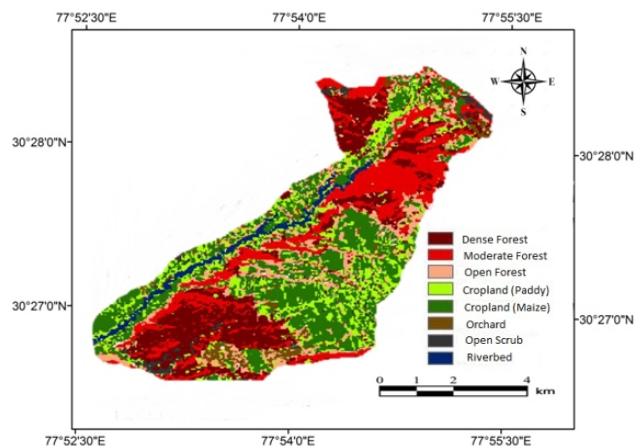 77°52'30"E 77°54'0"E 77°55'30"E
N
W E
S
30°28'0"N 30°28'0"N
Dense Forest
Moderate Forest
Open Forest
Cropland (Paddy)
Cropland (Maize)
Orchard
Open Scrub
Riverbed
30°27'0"N 30°27'0"N
0 1 2 4
km
77°52'30"E 77°54'0"E 77°55'30"E